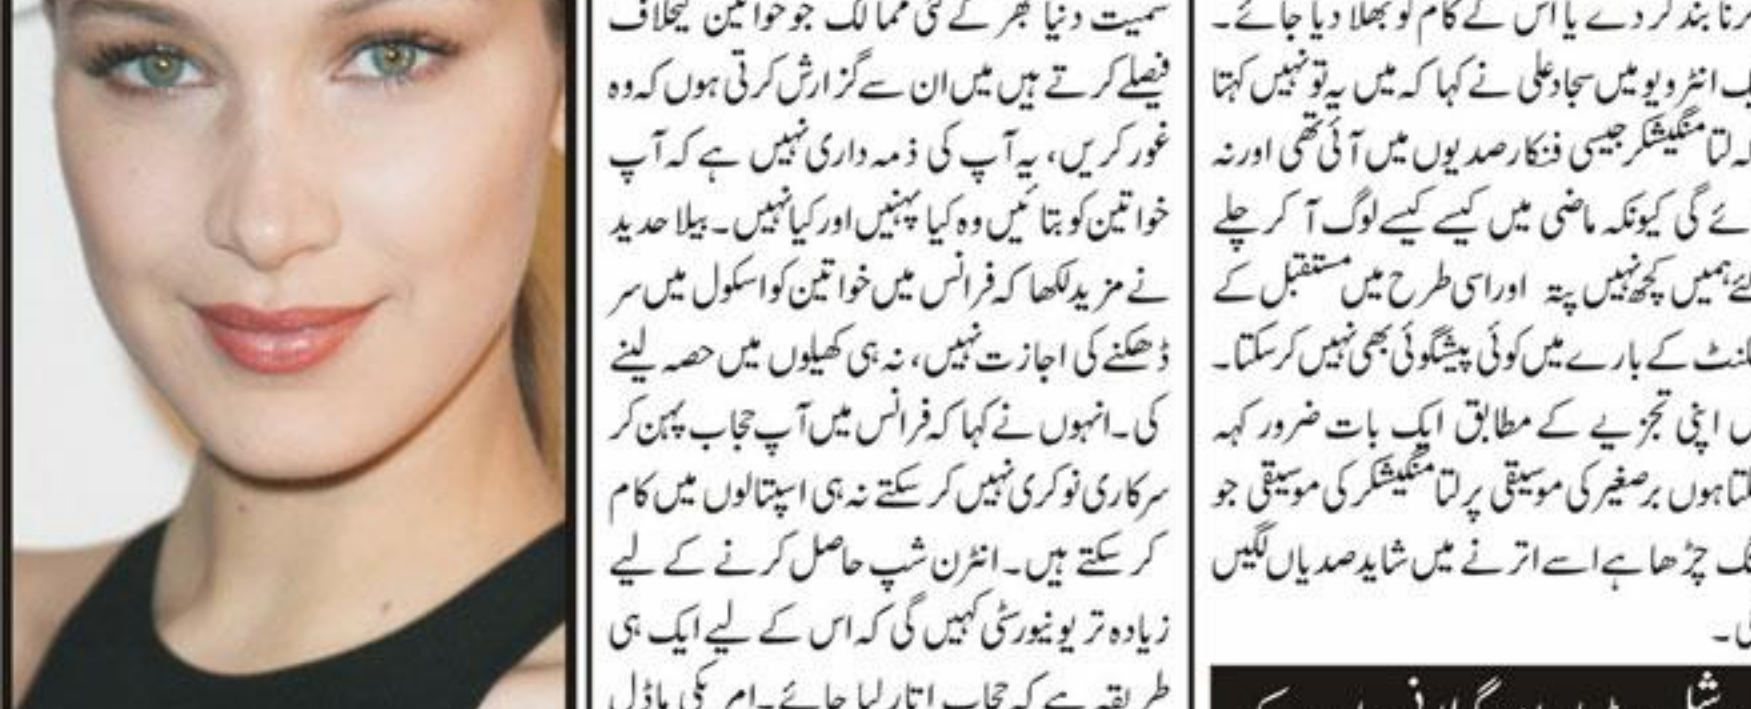 کرنا بند کر دے یا اس کے کام کو بھلا دیا جائے۔
انٹرویو میں سجاد علی نے کہا کہ میں یہ تو نہیں کہتا
لتا منگیشکر جیسی فنکار صدیوں میں آئی تھی اور نہ
گی کیونکہ ماضی میں کیسے کیسے لوگ آ کر چلے
ہمیں کچھ نہیں پتہ اور اسی طرح میں مستقبل کے
کے بارے میں کوئی پیشگوئی بھی نہیں کر سکتا۔
اپنی تجزیے کے مطابق ایک بات ضرور کہہ
ہوں برصغیر کی موسیقی پر لتا منگیشکر کی موسیقی جو
چڑھا ہے اسے اترنے میں شاید صدیاں لگیں
سمیت دنیا بھر کے کئی ممالک جو خواتین کیخلاف
فیصلے کرتے ہیں میں ان سے گزارش کرتی ہوں کہ وہ
غور کریں، یہ آپ کی ذمہ داری نہیں ہے کہ آپ
خواتین کو بتائیں وہ کیا پہنیں اور کیا نہیں۔ بیلا حدید
نے مزید لکھا کہ فرانس میں خواتین کو اسکول میں سر
ڈھکنے کی اجازت نہیں، نہ ہی کھیلوں میں حصہ لینے
کی۔ انہوں نے کہا کہ فرانس میں آپ حجاب پہن کر
سرکاری نوکری نہیں کر سکتے نہ ہی اسپتالوں میں کام
کر سکتے ہیں۔ انٹرن شپ حاصل کرنے کے لیے
زیادہ تر یونیورسٹی کہیں گی کہ اس کے لیے ایک ہی
طریقہ ہے کہ حجاب اتار لیا جائے۔ امریکی ماڈل